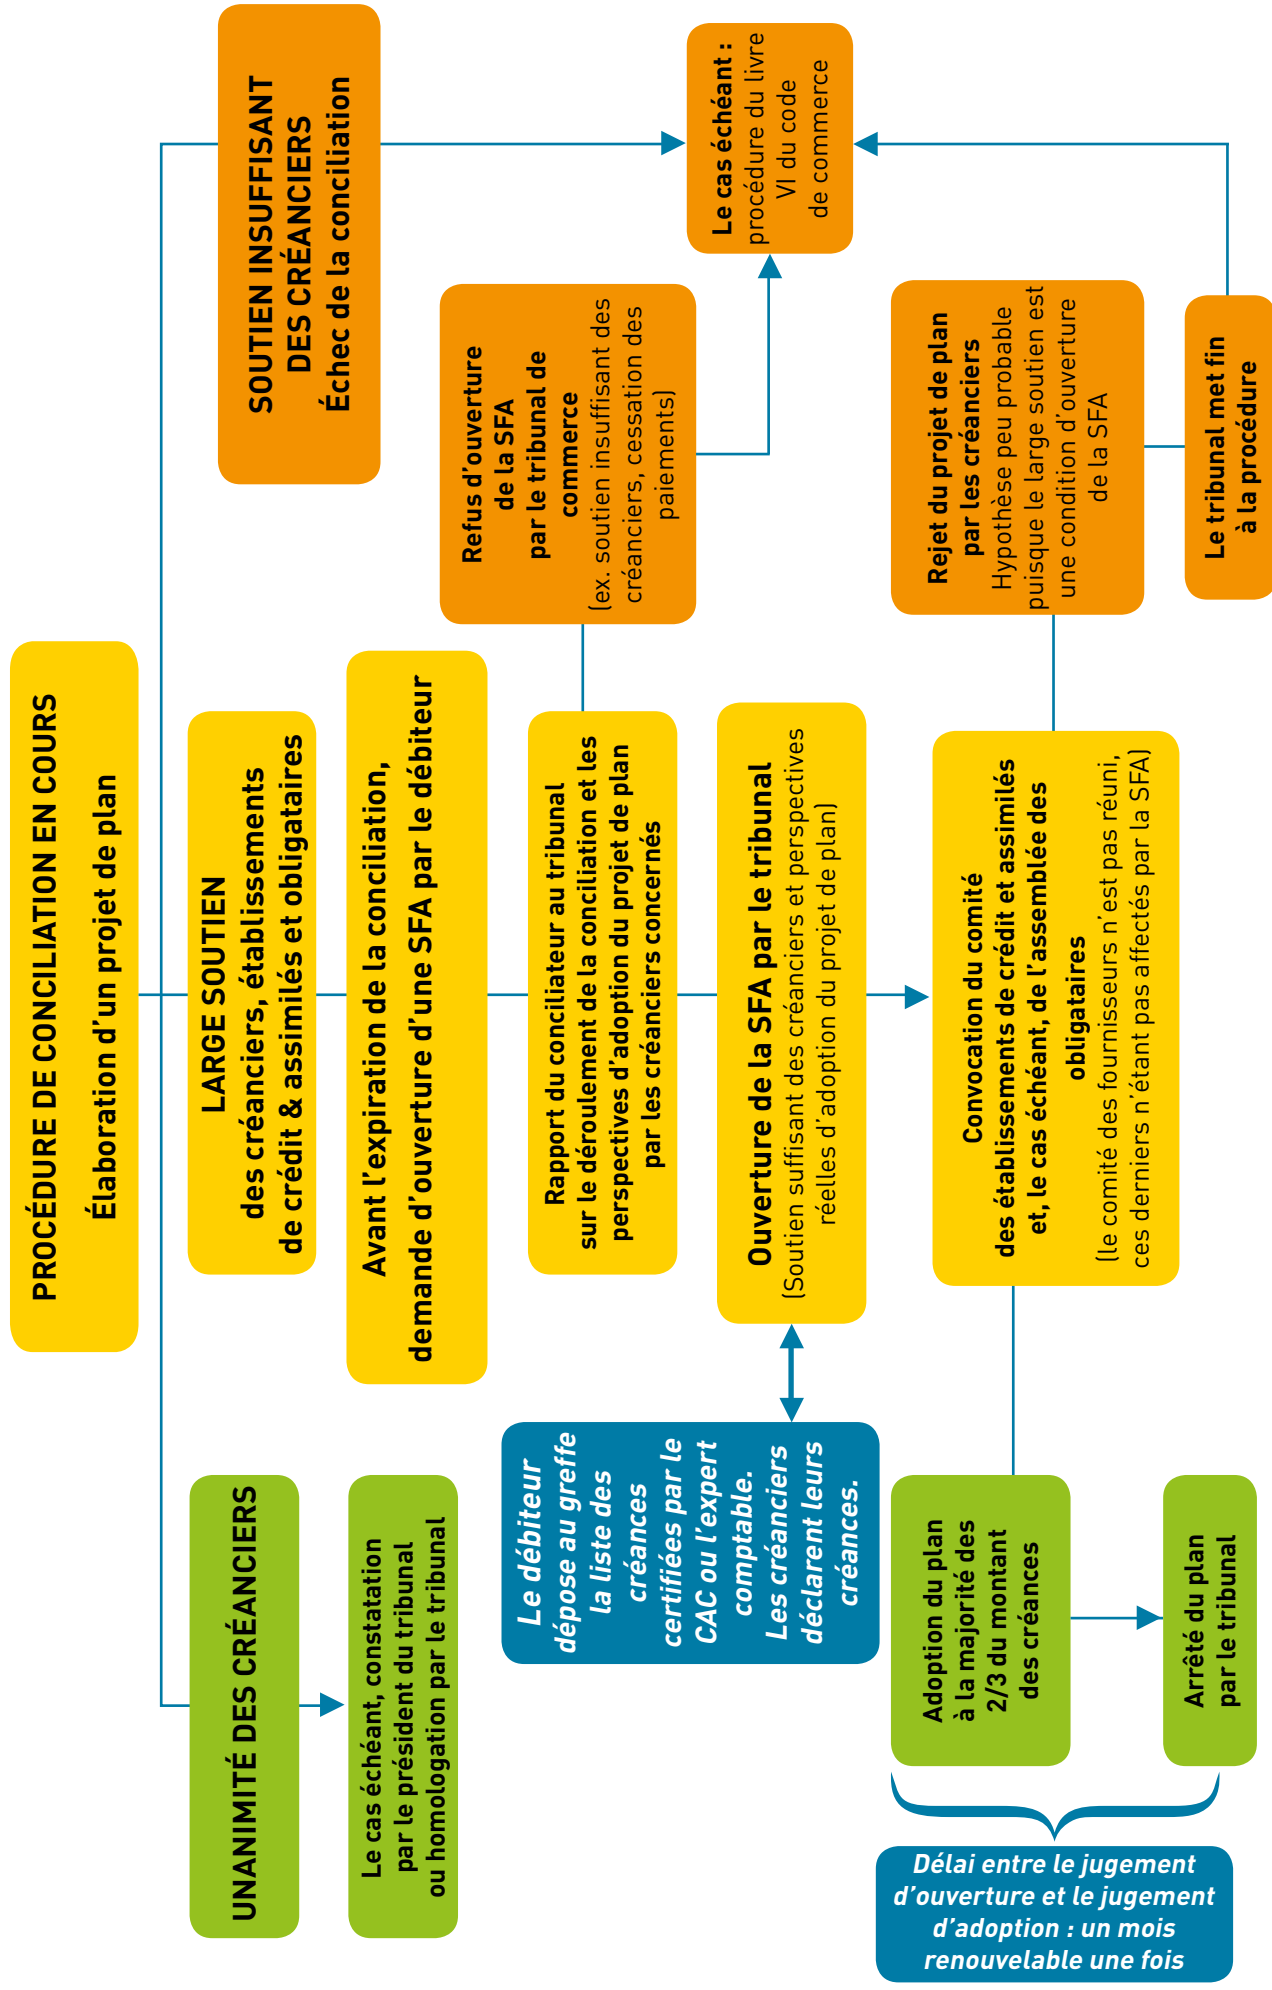 PROCÉDURE DE CONCILIATION EN COURS
Élaboration d'un projet de plan
UNANIMITÉ DES CRÉANCIERS
Le cas échéant, constatation
par le président du tribunal
ou homologation par le tribunal
LARGE SOUTIEN
des créanciers, établissements
de crédit & assimilés et obligataires
SOUTIEN INSUFFISANT
DES CRÉANCIERS
Échec de la conciliation
Avant l'expiration de la conciliation,
demande d'ouverture d'une SFA par le débiteur
Rapport du conciliateur au tribunal
sur le déroulement de la conciliation et les
perspectives d'adoption du projet de plan
par les créanciers concernés
Refus d'ouverture
de la SFA
par le tribunal de
commerce
(ex. soutien insuffisant des
créanciers, cessation des
paiements)
Le cas échéant :
procédure du livre
VI du code
de commerce
Le débiteur
dépose au greffe
la liste des
créances
certifiées par le
CAC ou l'expert
comptable.
Les créanciers
déclarent leurs
créances.
Ouverture de la SFA par le tribunal
(Soutien suffisant des créanciers et perspectives
réelles d'adoption du projet de plan)
Convocation du comité
des établissements de crédit et assimilés
et, le cas échéant, de l'assemblée des
obligataires
(le comité des fournisseurs n'est pas réuni,
ces derniers n'étant pas affectés par la SFA)
Adoption du plan
à la majorité des
2/3 du montant
des créances
Rejet du projet de plan
par les créanciers
Hypothèse peu probable
puisque le large soutien est
une condition d'ouverture
de la SFA
Arrêté du plan
par le tribunal
Le tribunal met fin
à la procédure
Délai entre le jugement
d'ouverture et le jugement
d'adoption : un mois
renouvelable une fois